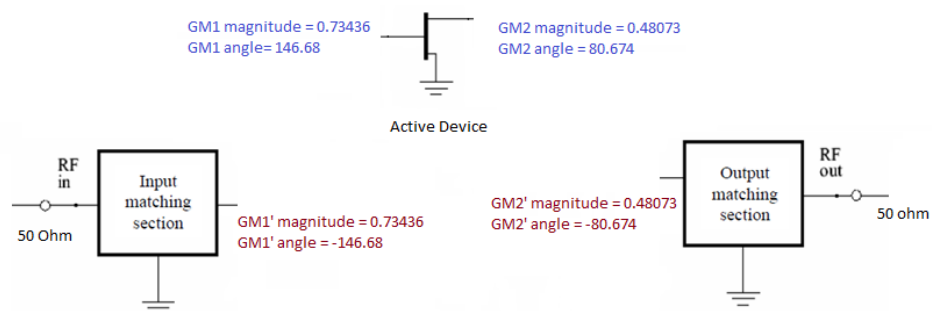 GM1 magnitude = 0.73436
GM1 angle= 146.68
GM2 magnitude = 0.48073
GM2 angle = 80.674
Active Device
RF
in
Input
matching
section
50 Ohm
GM1' magnitude = 0.73436
GM1' angle = -146.68
GM2' magnitude = 0.48073
GM2' angle = -80.674
Output
matching
section
RF
out
50 ohm